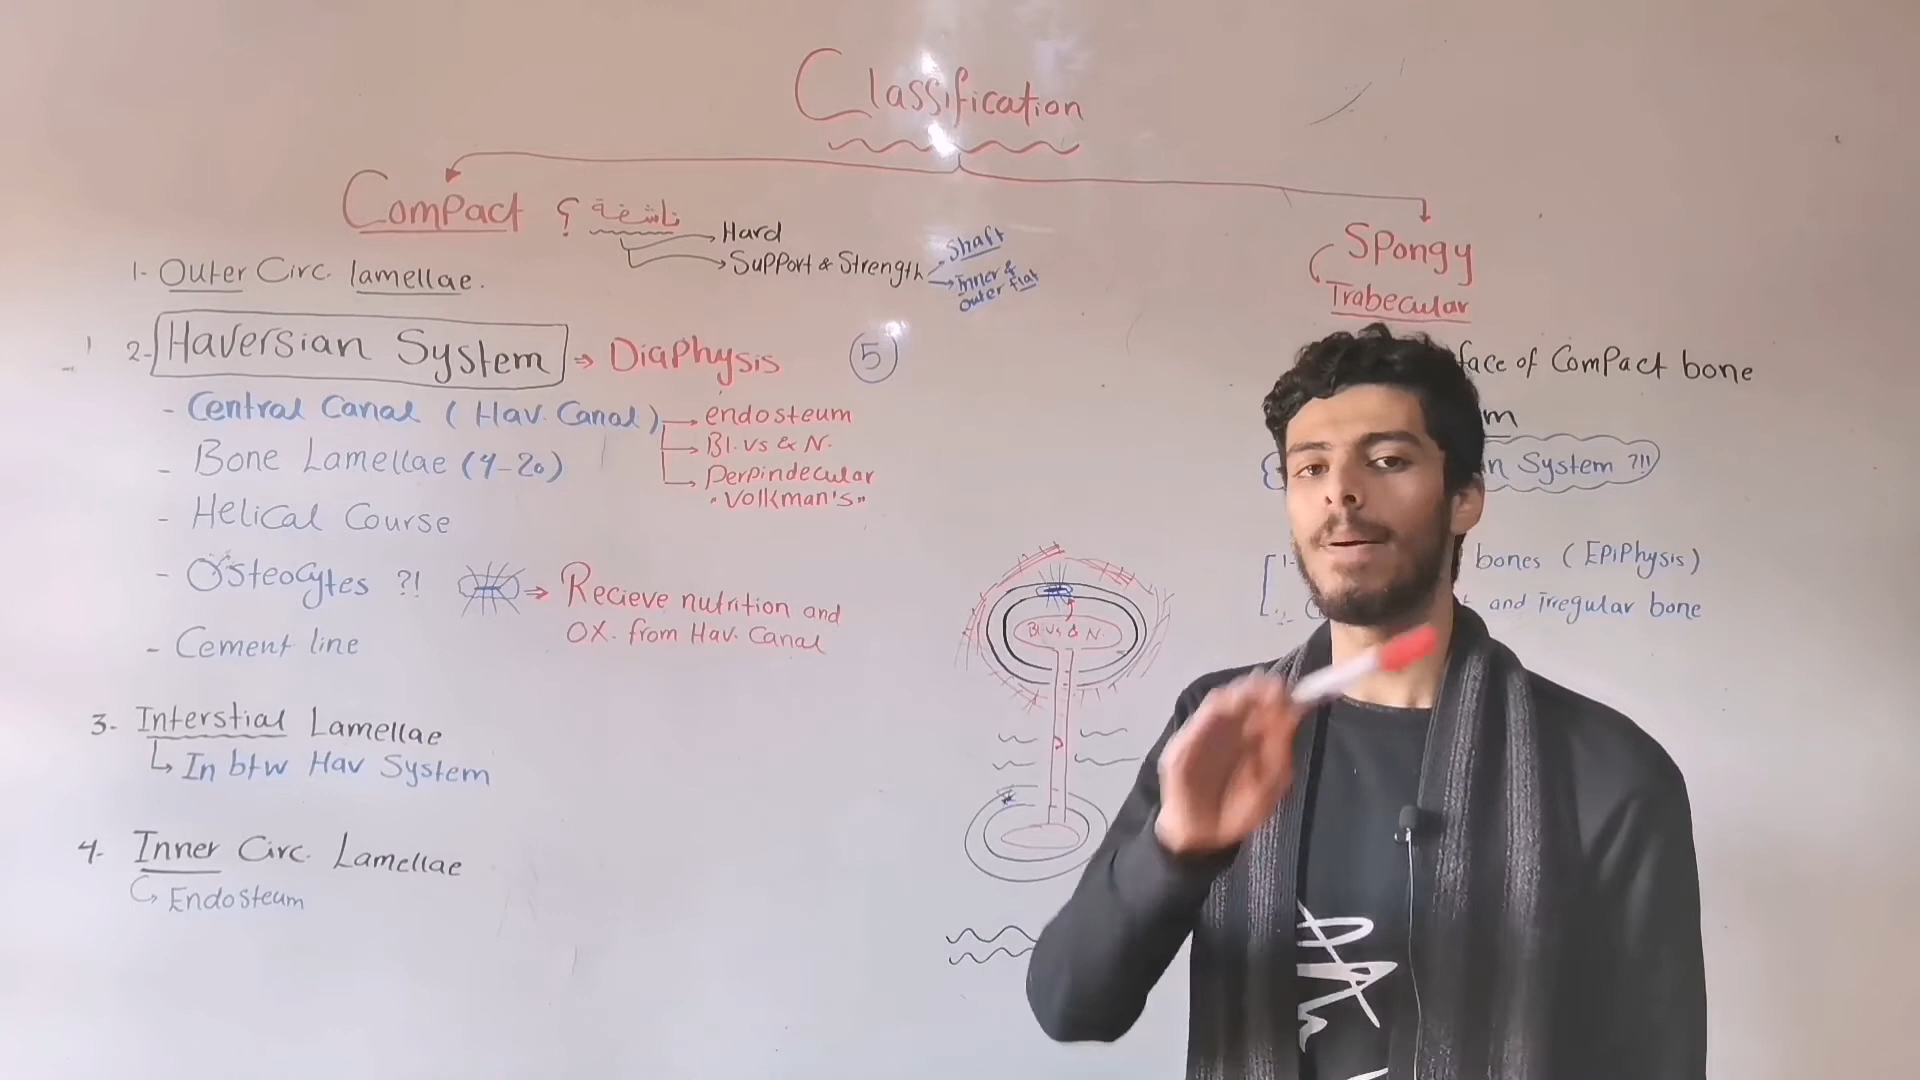 Classification
Compact ؟ ناشفة
Hard
Support & Strength
Shaft
Inner &
Outer flat
1- Outer Circ. lamellae.
2- Haversian System ⇒ Diaphysis
5
- Central Canal ( Hav. Canal )
endosteum
Bl. Vs & N.
Perpindecular
"Volkman's"
- Bone Lamellae (4-20)
- Helical Course
- Osteocytes ?!
⇒ Recieve nutrition and
OX. from Hav. Canal
- Cement line
3- Interstial Lamellae
In btw Hav System
4- Inner Circ. Lamellae
Endosteum
Bl. Vs & N.
Spongy
Trabecular
face of Compact bone
m
n System ?!!
1-
bones (Epiphysis)
2-
and irregular bone